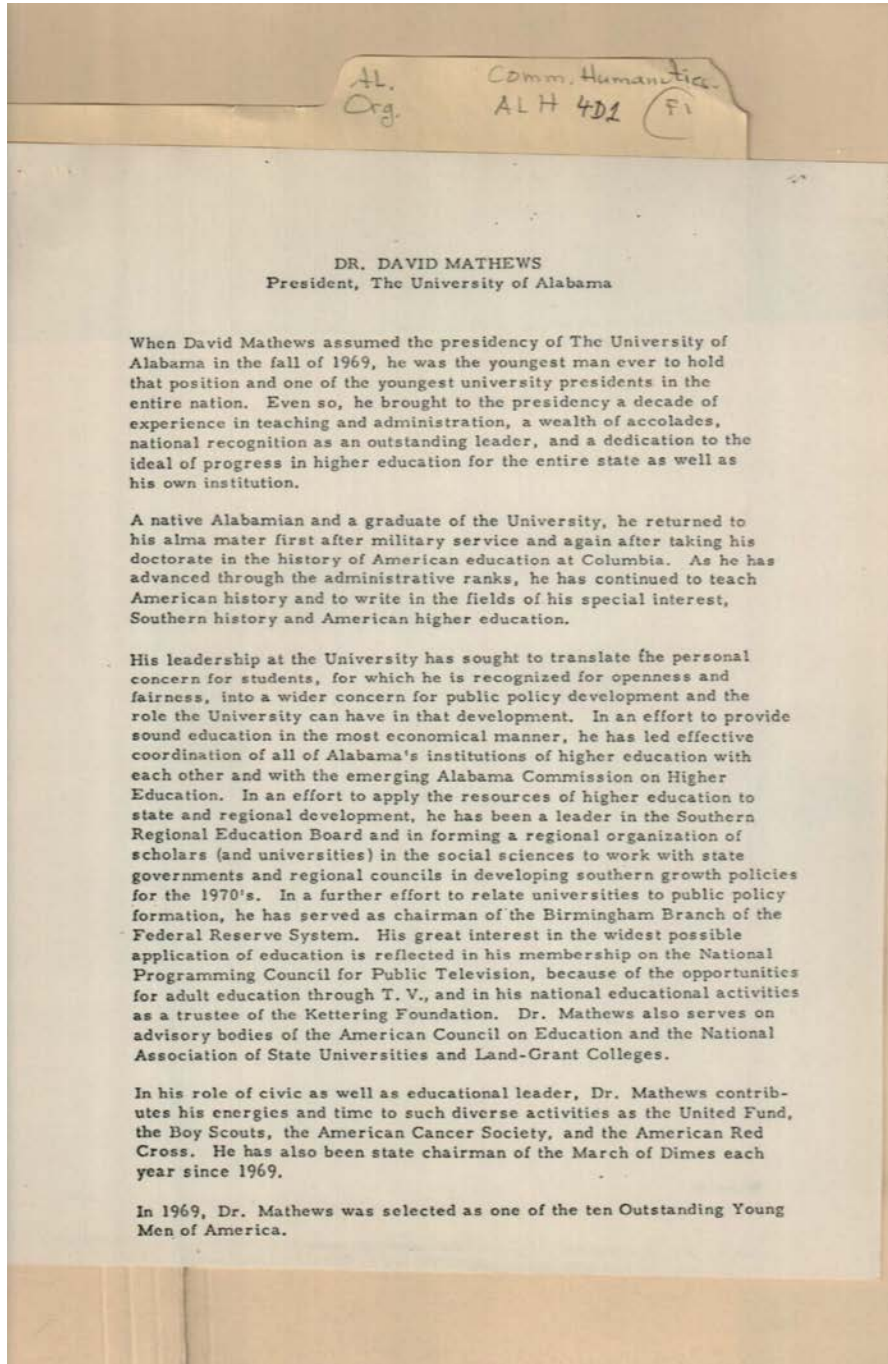 AL. Comm. Humanities.
Org. ALH 4D1 F1
DR. DAVID MATHEWS
President, The University of Alabama
When David Mathews assumed the presidency of The University of
Alabama in the fall of 1969, he was the youngest man ever to hold
that position and one of the youngest university presidents in the
entire nation. Even so, he brought to the presidency a decade of
experience in teaching and administration, a wealth of accolades,
national recognition as an outstanding leader, and a dedication to the
ideal of progress in higher education for the entire state as well as
his own institution.
A native Alabamian and a graduate of the University, he returned to
his alma mater first after military service and again after taking his
doctorate in the history of American education at Columbia. As he has
advanced through the administrative ranks, he has continued to teach
American history and to write in the fields of his special interest,
Southern history and American higher education.
His leadership at the University has sought to translate the personal
concern for students, for which he is recognized for openness and
fairness, into a wider concern for public policy development and the
role the University can have in that development. In an effort to provide
sound education in the most economical manner, he has led effective
coordination of all of Alabama's institutions of higher education with
each other and with the emerging Alabama Commission on Higher
Education. In an effort to apply the resources of higher education to
state and regional development, he has been a leader in the Southern
Regional Education Board and in forming a regional organization of
scholars (and universities) in the social sciences to work with state
governments and regional councils in developing southern growth policies
for the 1970's. In a further effort to relate universities to public policy
formation, he has served as chairman of the Birmingham Branch of the
Federal Reserve System. His great interest in the widest possible
application of education is reflected in his membership on the National
Programming Council for Public Television, because of the opportunities
for adult education through T. V., and in his national educational activities
as a trustee of the Kettering Foundation. Dr. Mathews also serves on
advisory bodies of the American Council on Education and the National
Association of State Universities and Land-Grant Colleges.
In his role of civic as well as educational leader, Dr. Mathews contrib-
utes his energies and time to such diverse activities as the United Fund,
the Boy Scouts, the American Cancer Society, and the American Red
Cross. He has also been state chairman of the March of Dimes each
year since 1969.
In 1969, Dr. Mathews was selected as one of the ten Outstanding Young
Men of America.